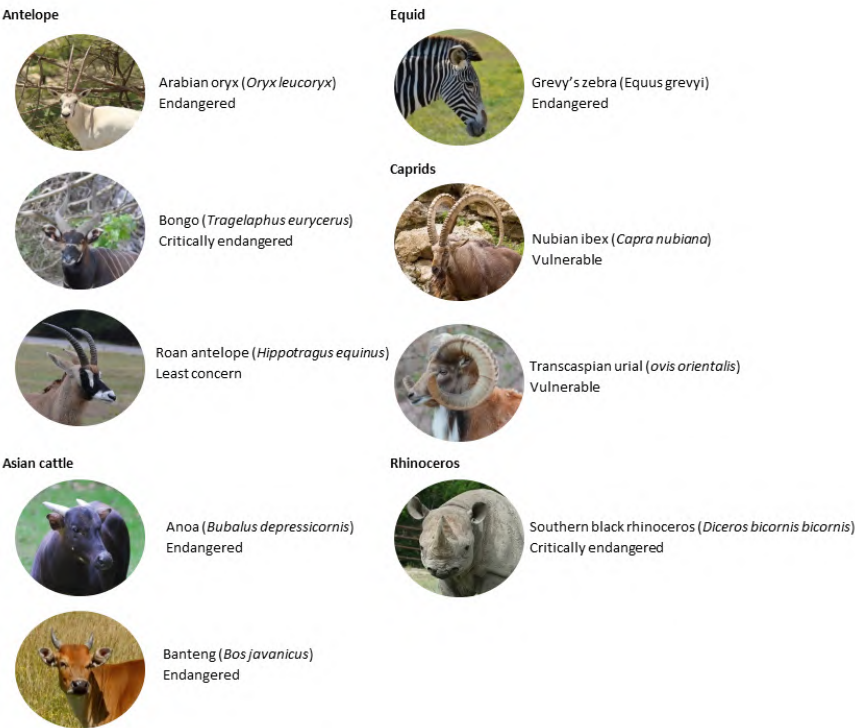 Antelope
Arabian oryx (Oryx leucoryx)
Endangered
Bongo (Tragelaphus eurycerus)
Critically endangered
Roan antelope (Hippotragus equinus)
Least concern
Asian cattle
Anoa (Bubalus depressicornis)
Endangered
Banteng (Bos javanicus)
Endangered
Equid
Grevy's zebra (Equus grevyi)
Endangered
Caprids
Nubian ibex (Capra nubiana)
Vulnerable
Transcaspian urial (ovis orientalis)
Vulnerable
Rhinoceros
Southern black rhinoceros (Diceros bicornis bicornis)
Critically endangered